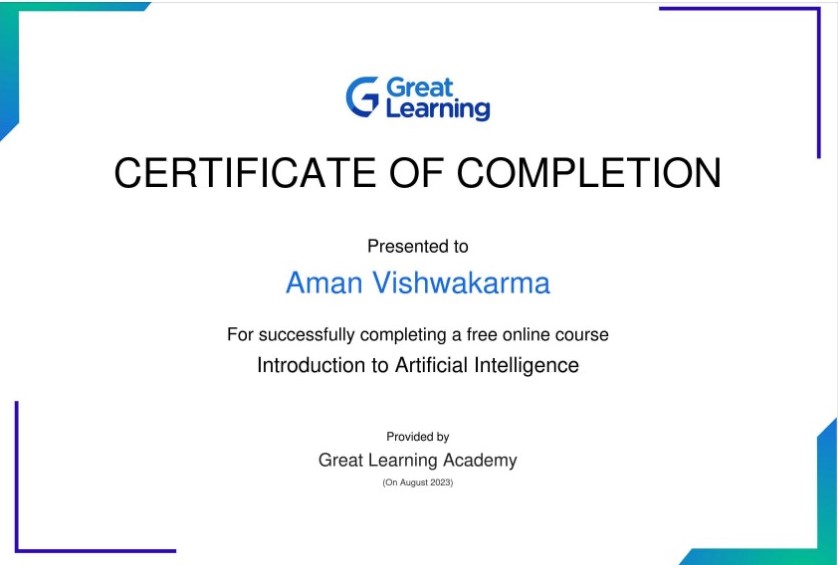 Great
Learning
CERTIFICATE OF COMPLETION
Presented to
Aman Vishwakarma
For successfully completing a free online course
Introduction to Artificial Intelligence
Provided by
Great Learning Academy
(On August 2023)